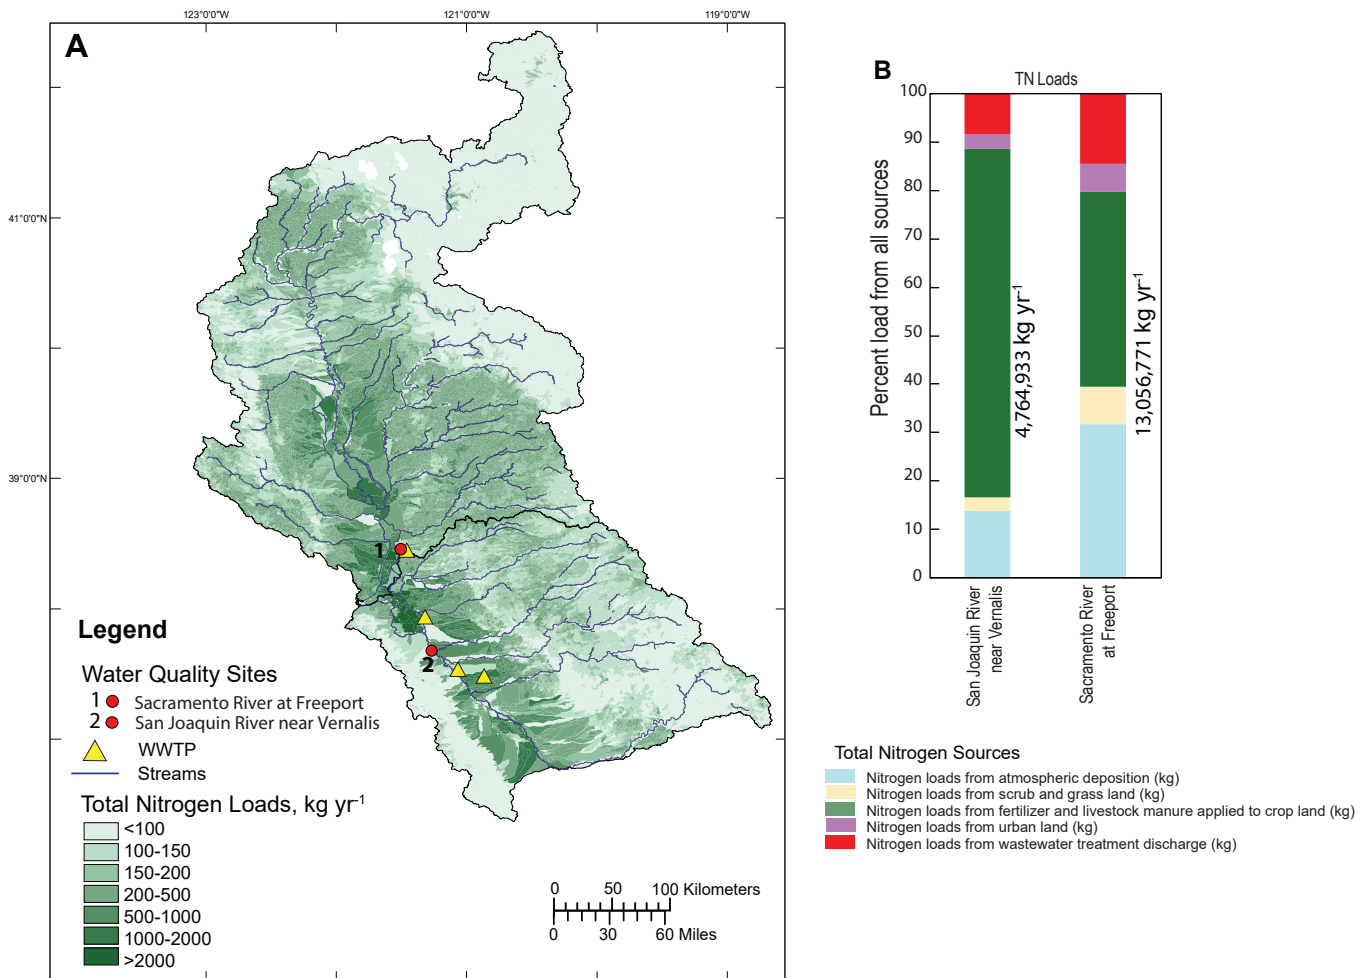 123°0'0"W
121°0'0"W
119°0'0"W
A
41°0'0"N
39°0'0"N
1
2
Legend
Water Quality Sites
1 Sacramento River at Freeport
2 San Joaquin River near Vernalis
WWTP
Streams
Total Nitrogen Loads, kg yr-1
<100
100-150
150-200
200-500
500-1000
1000-2000
>2000
0 50 100 Kilometers
0 30 60 Miles
B
TN Loads
Percent load from all sources
100
90
80
70
60
50
40
30
20
10
0
4,764,933 kg yr-1
13,056,771 kg yr-1
San Joaquin River
near Vernalis
Sacramento River
at Freeport
Total Nitrogen Sources
Nitrogen loads from atmospheric deposition (kg)
Nitrogen loads from scrub and grass land (kg)
Nitrogen loads from fertilizer and livestock manure applied to crop land (kg)
Nitrogen loads from urban land (kg)
Nitrogen loads from wastewater treatment discharge (kg)